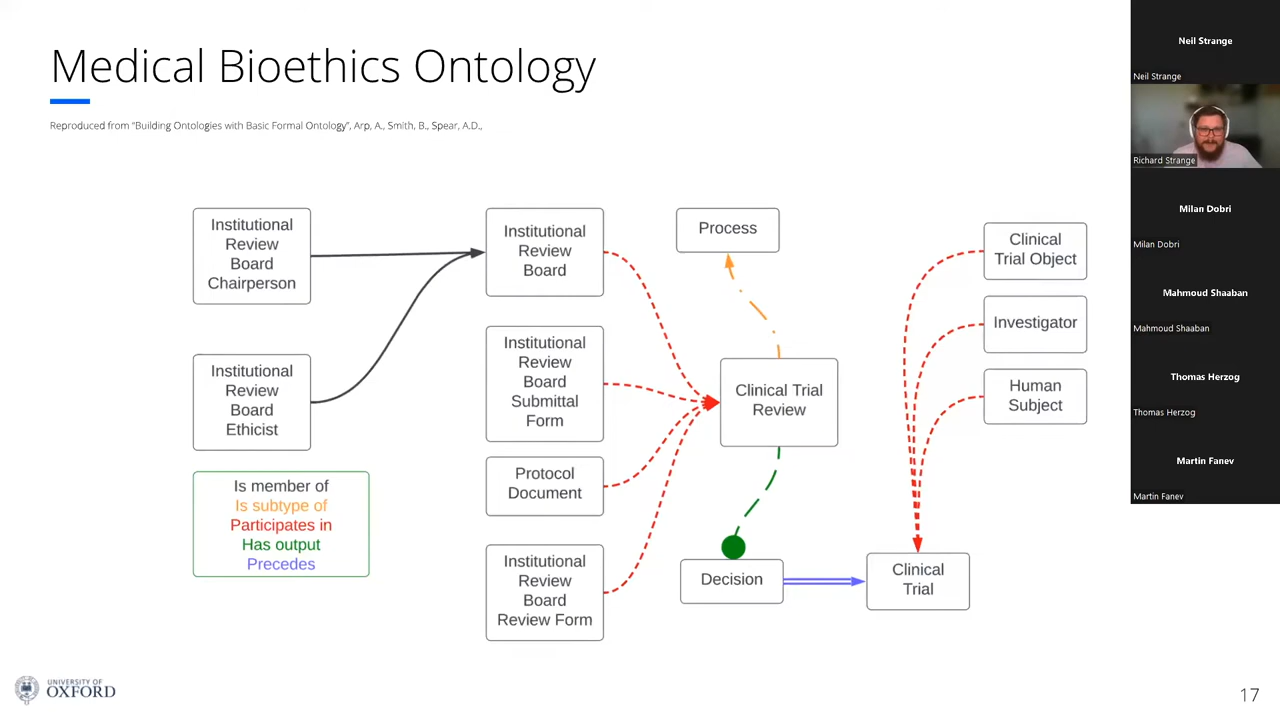 Medical Bioethics Ontology
Reproduced from “Building Ontologies with Basic Formal Ontology”, Arp, A., Smith, B., Spear, A.D.,
Institutional
Review
Board
Chairperson
Institutional
Review
Board
Ethicist
Is member of
Is subtype of
Participates in
Has output
Precedes
Institutional
Review
Board
Institutional
Review
Board
Submittal
Form
Protocol
Document
Institutional
Review
Board
Review Form
Process
Clinical Trial
Review
Decision
Clinical
Trial Object
Investigator
Human
Subject
Clinical
Trial
UNIVERSITY OF
OXFORD
17
Neil Strange
Neil Strange
Richard Strange
Milan Dobri
Milan Dobri
Mahmoud Shaaban
Mahmoud Shaaban
Thomas Herzog
Thomas Herzog
Martin Fanev
Martin Fanev